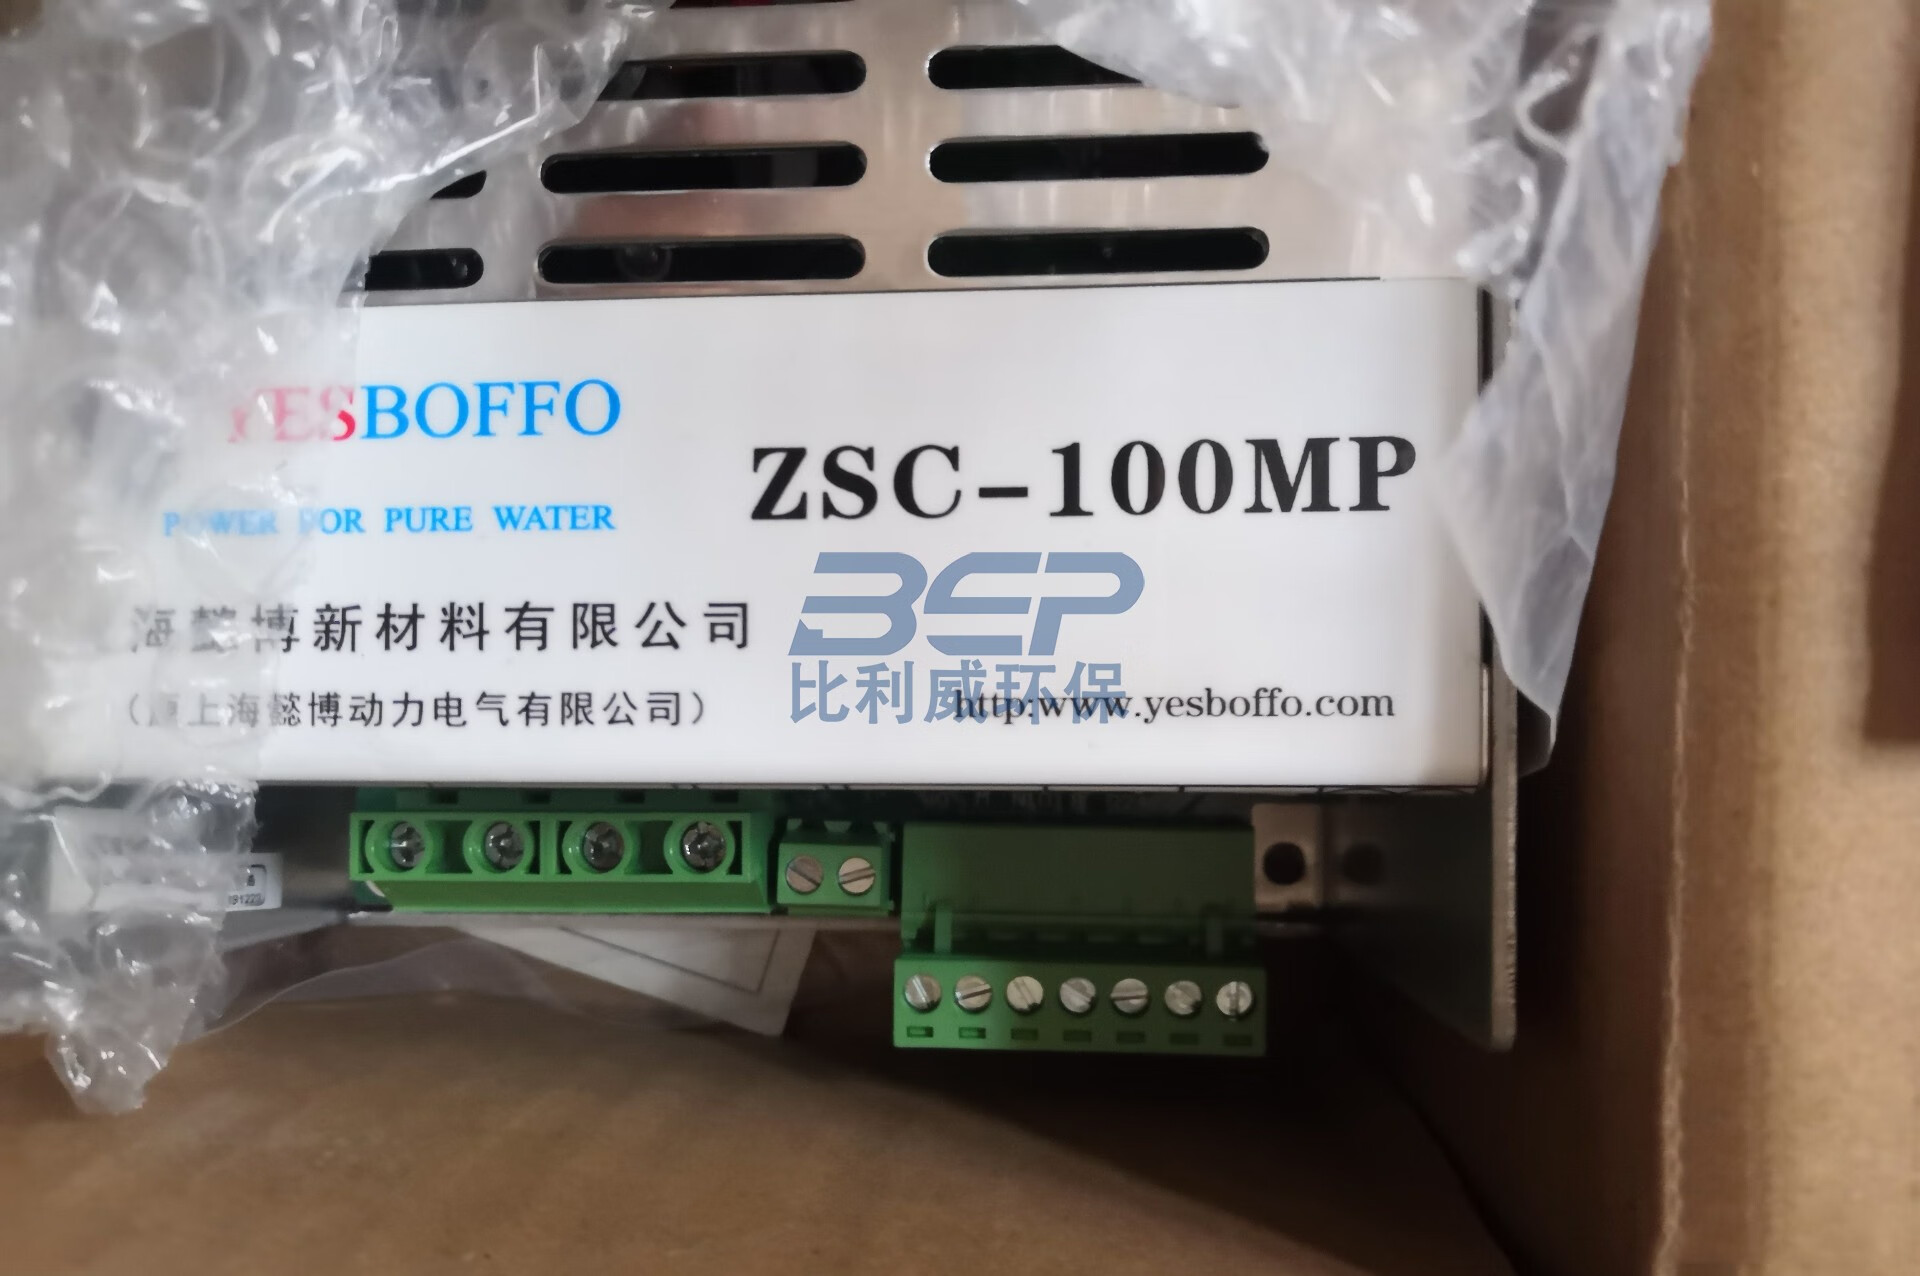 YESBOFFO
ZSC-100MP
POWER FOR PURE WATER
BEP
海懿博新材料有限公司
比利威环保
(原上海懿博动力电气有限公司)
http:www.yesboffo.com